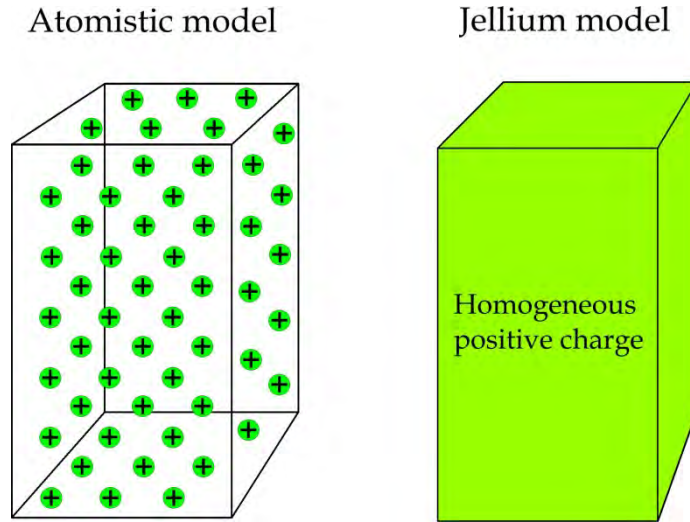 Atomistic model
Jellium model
Homogeneous
positive charge